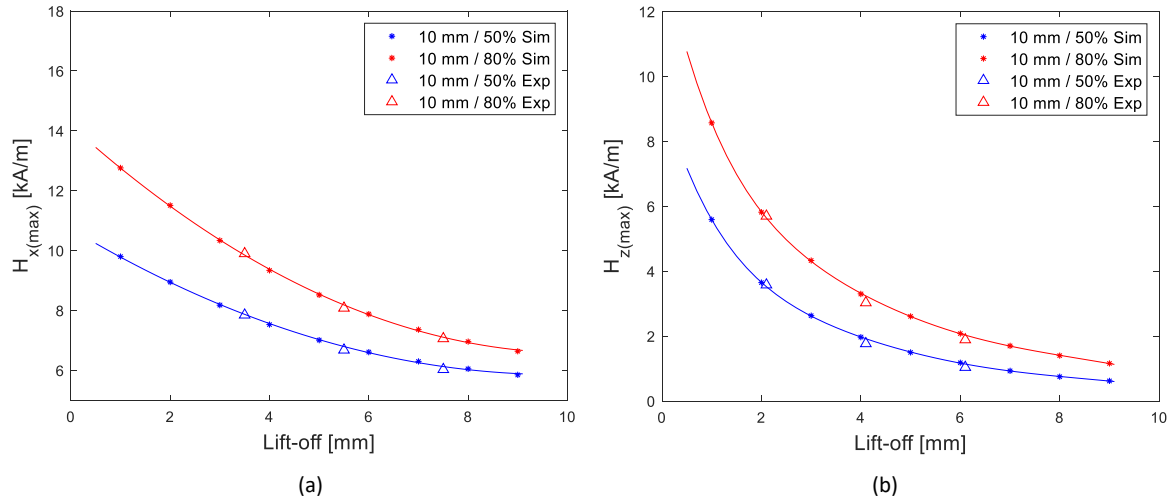 18
16
14
12
10
8
6
H_x(max) [kA/m]
0 2 4 6 8 10
Lift-off [mm]
10 mm / 50% Sim
10 mm / 80% Sim
10 mm / 50% Exp
10 mm / 80% Exp
(a)
12
10
8
6
4
2
0
H_z(max) [kA/m]
0 2 4 6 8 10
Lift-off [mm]
10 mm / 50% Sim
10 mm / 80% Sim
10 mm / 50% Exp
10 mm / 80% Exp
(b)